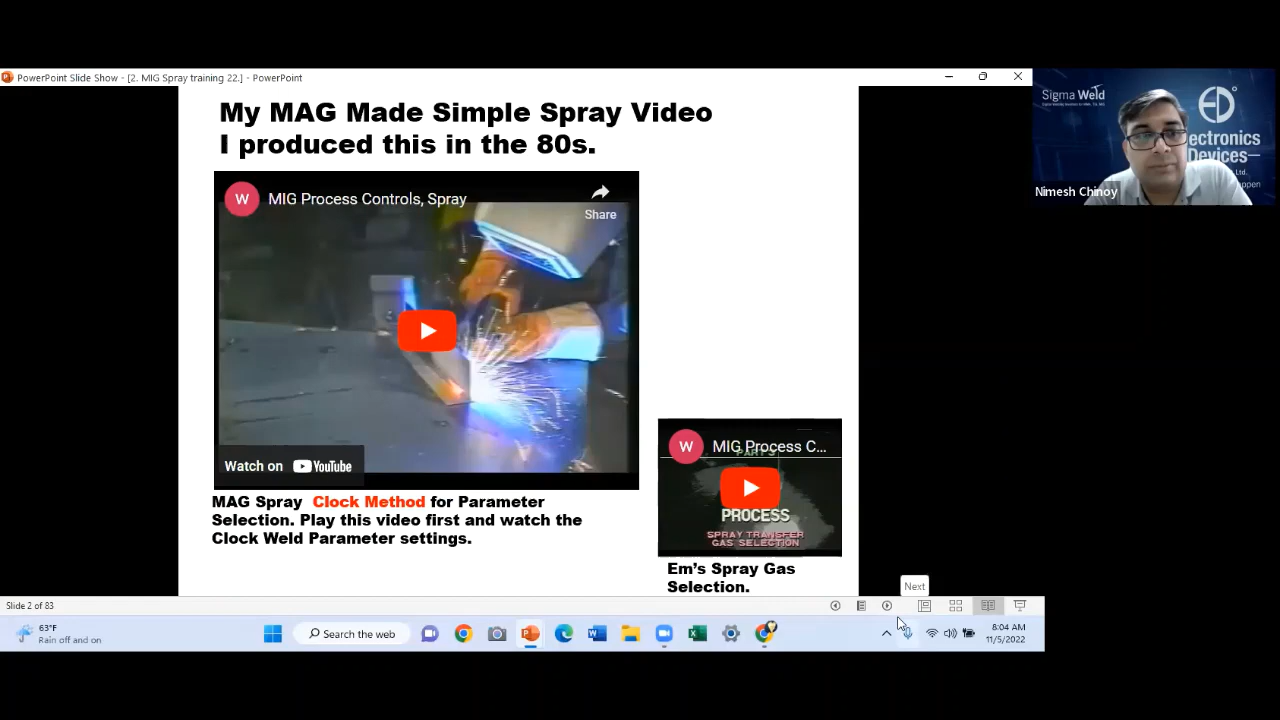 PowerPoint Slide Show - [2. MIG Spray training 22.] - PowerPoint
My MAG Made Simple Spray Video
I produced this in the 80s.
W
MIG Process Controls, Spray
Share
Watch on YouTube
MAG Spray Clock Method for Parameter
Selection. Play this video first and watch the
Clock Weld Parameter settings.
W
MIG Process C...
PROCESS
SPRAY TRANSFER
GAS SELECTION
Em's Spray Gas
Selection.
Next
Slide 2 of 83
63°F
Rain off and on
Search the web
8:04 AM
11/5/2022
Sigma Weld
ectronics
Devices
Ltd.
Nimesh Chinoy